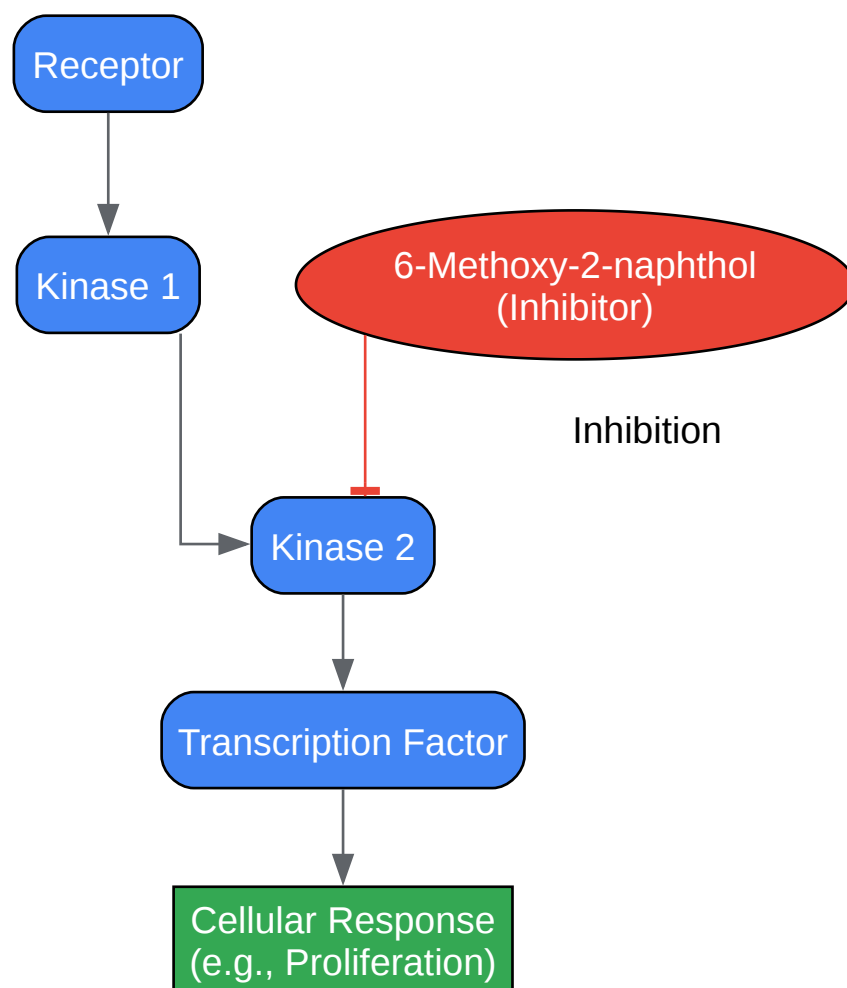 Receptor
Kinase 1
6-Methoxy-2-naphthol
(Inhibitor)
Inhibition
Kinase 2
Transcription Factor
Cellular Response
(e.g., Proliferation)